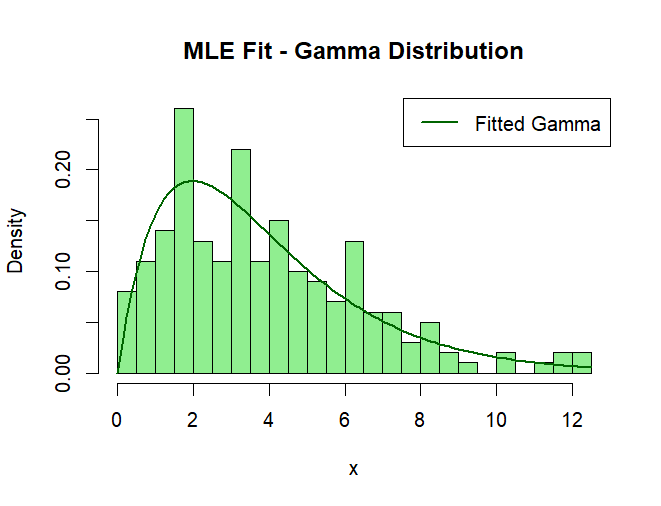 MLE Fit - Gamma Distribution
Fitted Gamma
Density
0.00
0.10
0.20
0 2 4 6 8 10 12
x